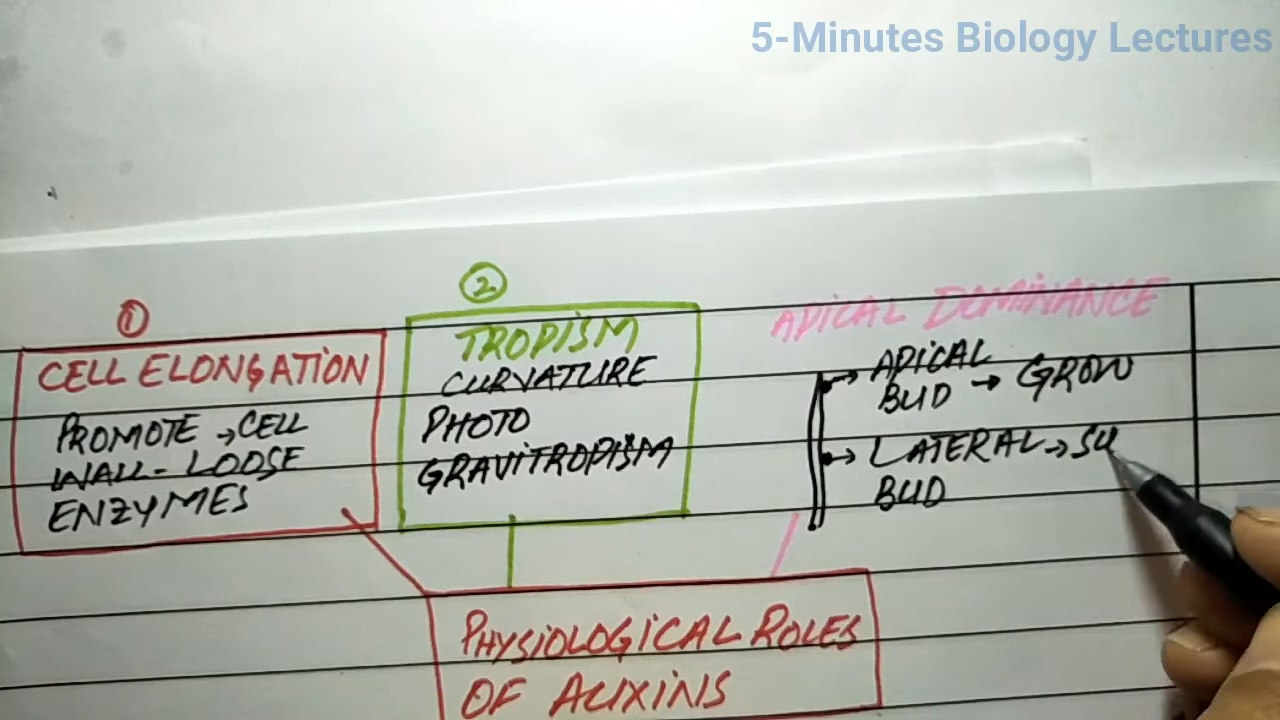 5-Minutes Biology Lectures
①
CELL ELONGATION
PROMOTE → CELL
WALL - LOOSE
ENZYMES
②
TROPISM
CURVATURE
PHOTO
GRAVITROPISM
APICAL DOMINANCE
→ APICAL
BUD → GROW
→ LATERAL → SU
BUD
PHYSIOLOGICAL ROLES
OF AUXINS